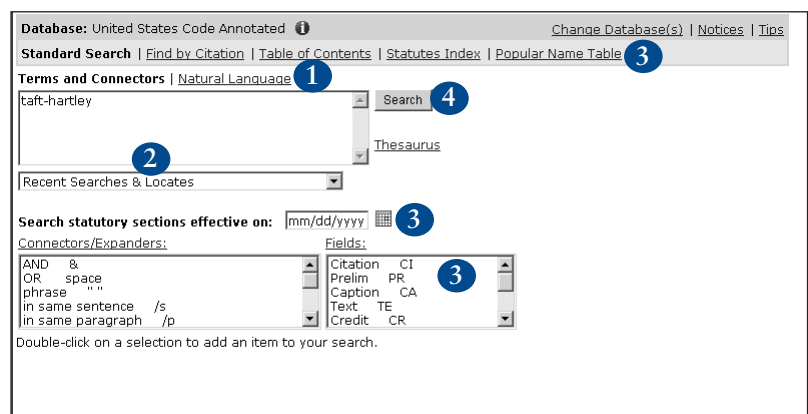 Database: United States Code Annotated i Change Database(s) | Notices | Tips
Standard Search | Find by Citation | Table of Contents | Statutes Index | Popular Name Table 3
Terms and Connectors | Natural Language 1
taft-hartley Search 4
Thesaurus
2
Recent Searches & Locates
Search statutory sections effective on: mm/dd/yyyy 3
Connectors/Expanders: Fields:
AND & Citation CI
OR space Prelim PR 3
phrase " " Caption CA
in same sentence /s Text TE
in same paragraph /p Credit CR
Double-click on a selection to add an item to your search.